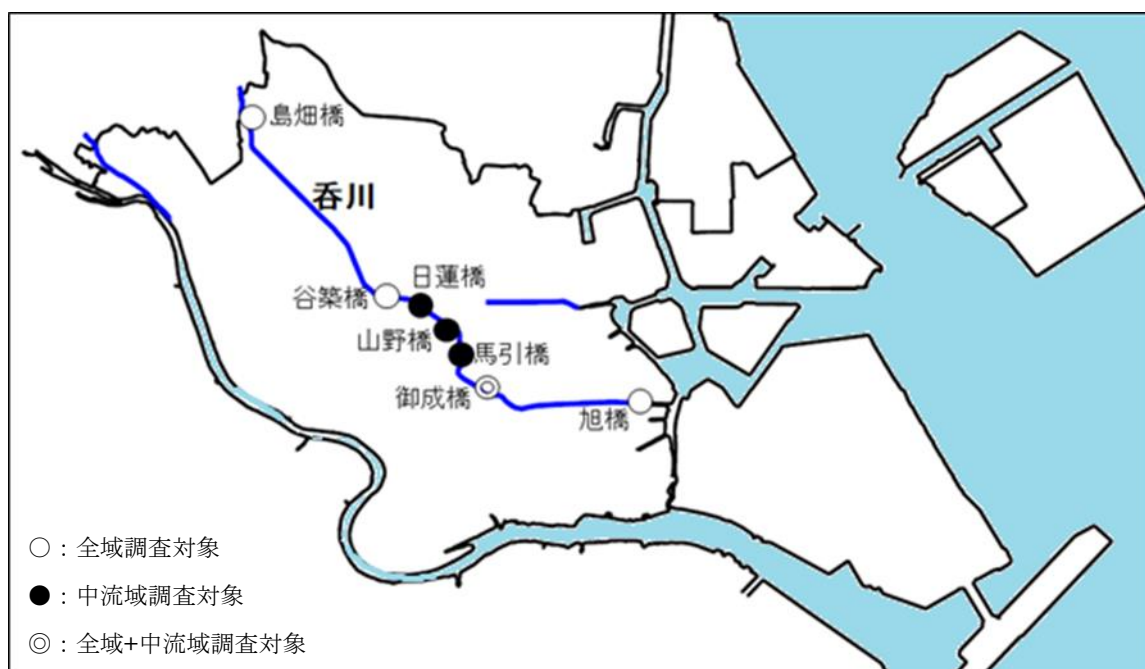 島畑橋
呑川
日蓮橋
谷築橋
山野橋
馬引橋
御成橋
旭橋
○：全域調査対象
●：中流域調査対象
◎：全域+中流域調査対象